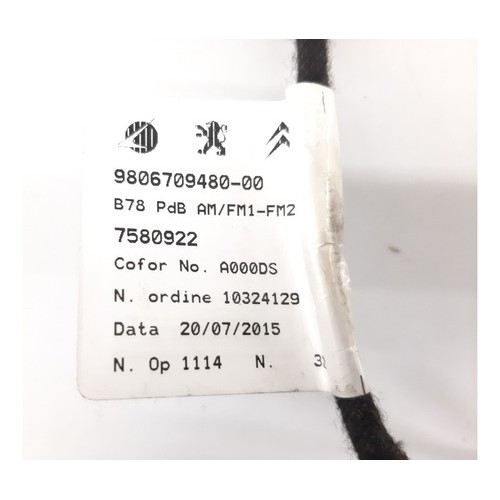 9806709480-00
B78 PdB AM/FM1-FM2
7580922
Cofor No. A000DS
N. ordine 10324129
Data 20/07/2015
N. Op 1114 N.